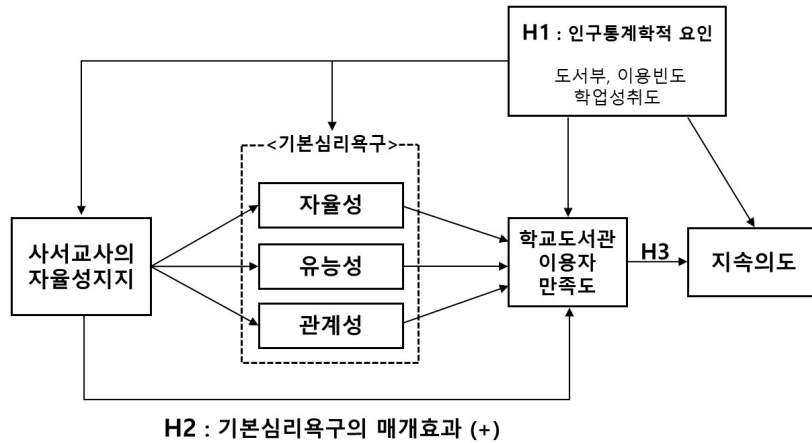 H1 : 인구통계학적 요인
도서부, 이용빈도
학업성취도
<기본심리욕구>
자율성
사서교사의
자율성지지
유능성
관계성
학교도서관
이용자
만족도
H3
지속의도
H2 : 기본심리욕구의 매개효과 (+)